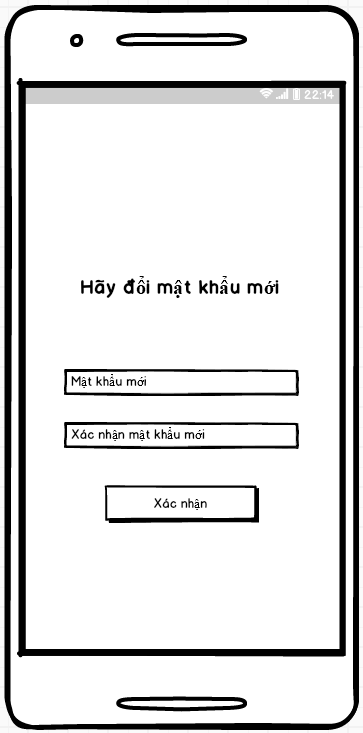 22:14
Hãy đổi mật khẩu mới
Mật khẩu mới
Xác nhận mật khẩu mới
Xác nhận